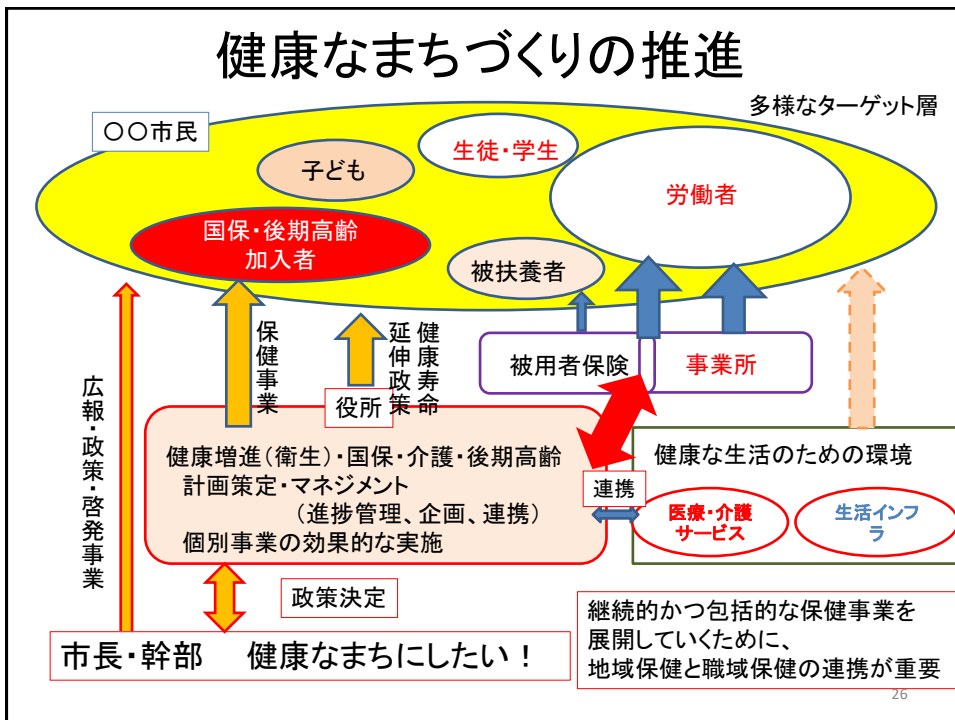 健康なまちづくりの推進
多様なターゲット層
〇〇市民
子ども
生徒・学生
労働者
国保・後期高齢
加入者
被扶養者
保健事業
健康寿命
延伸政策
役所
被用者保険
事業所
広報・政策・啓発事業
健康増進(衛生)・国保・介護・後期高齢
計画策定・マネジメント
(進捗管理、企画、連携)
個別事業の効果的な実施
連携
健康な生活のための環境
医療・介護
サービス
生活インフ
ラ
政策決定
市長・幹部 健康なまちにしたい!
継続的かつ包括的な保健事業を
展開していくために、
地域保健と職域保健の連携が重要
26